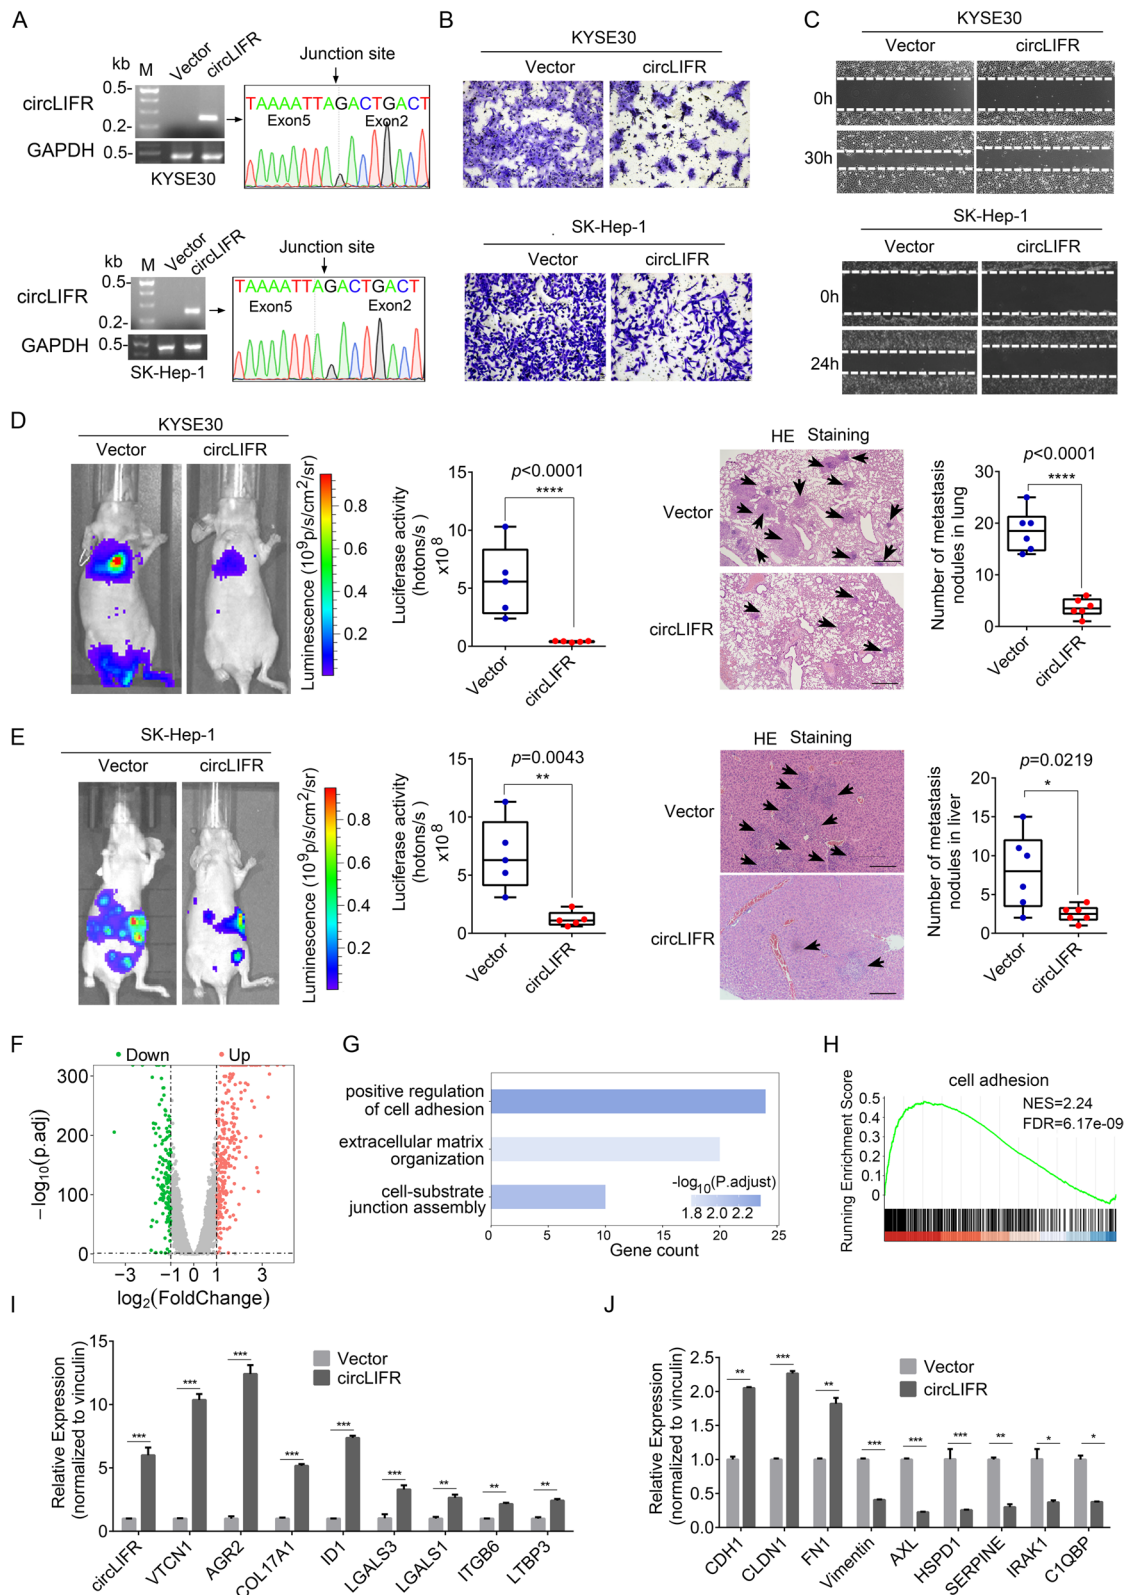 A
kb
M
Vector
circLIFR
circLIFR
0.5-
0.2-
GAPDH
0.5-
KYSE30
Junction site
TAAAATTAGACTGACT
Exon5
Exon2
kb
M
Vector
circLIFR
circLIFR
0.5-
0.2-
GAPDH
0.5-
SK-Hep-1
Junction site
TAAAATTAGACTGACT
Exon5
Exon2
B
KYSE30
Vector
circLIFR
SK-Hep-1
Vector
circLIFR
C
KYSE30
Vector
circLIFR
0h
30h
SK-Hep-1
Vector
circLIFR
0h
24h
D
KYSE30
Vector
circLIFR
Luminescence (10^9p/s/cm^2/sr)
0.8
0.6
0.4
0.2
Luciferase activity
(hotons/s )
x10^8
15
10
5
0
p<0.0001
****
Vector
circLIFR
HE Staining
Vector
circLIFR
Number of metastasis
nodules in lung
30
20
10
0
p<0.0001
****
Vector
circLIFR
E
SK-Hep-1
Vector
circLIFR
Luminescence (10^9p/s/cm^2/sr)
0.8
0.6
0.4
0.2
Luciferase activity
(hotons/s )
x10^8
15
10
5
0
p=0.0043
**
Vector
circLIFR
HE Staining
Vector
circLIFR
Number of metastasis
nodules in liver
20
15
10
5
0
p=0.0219
*
Vector
circLIFR
F
Down
Up
−log10(p.adj)
300
200
100
0
−3
−1
0
1
3
log2(FoldChange)
G
positive regulation
of cell adhesion
extracellular matrix
organization
cell-substrate
junction assembly
-log10(P.adjust)
1.8 2.0 2.2
0
5
10
15
20
25
Gene count
H
cell adhesion
NES=2.24
FDR=6.17e-09
Running Enrichment Score
0.5
0.4
0.3
0.2
0.1
0
I
Relative Expression
(normalized to vinculin)
15
10
5
0
Vector
circLIFR
***
***
***
***
***
***
**
**
**
circLIFR
VTCN1
AGR2
COL17A1
ID1
LGALS3
LGALS1
ITGB6
LTBP3
J
Relative Expression
(normalized to vinculin)
2.5
2.0
1.5
1.0
0.5
0.0
Vector
circLIFR
**
***
**
***
***
***
**
*
*
CDH1
CLDN1
FN1
Vimentin
AXL
HSPD1
SERPINE
IRAK1
C1QBP